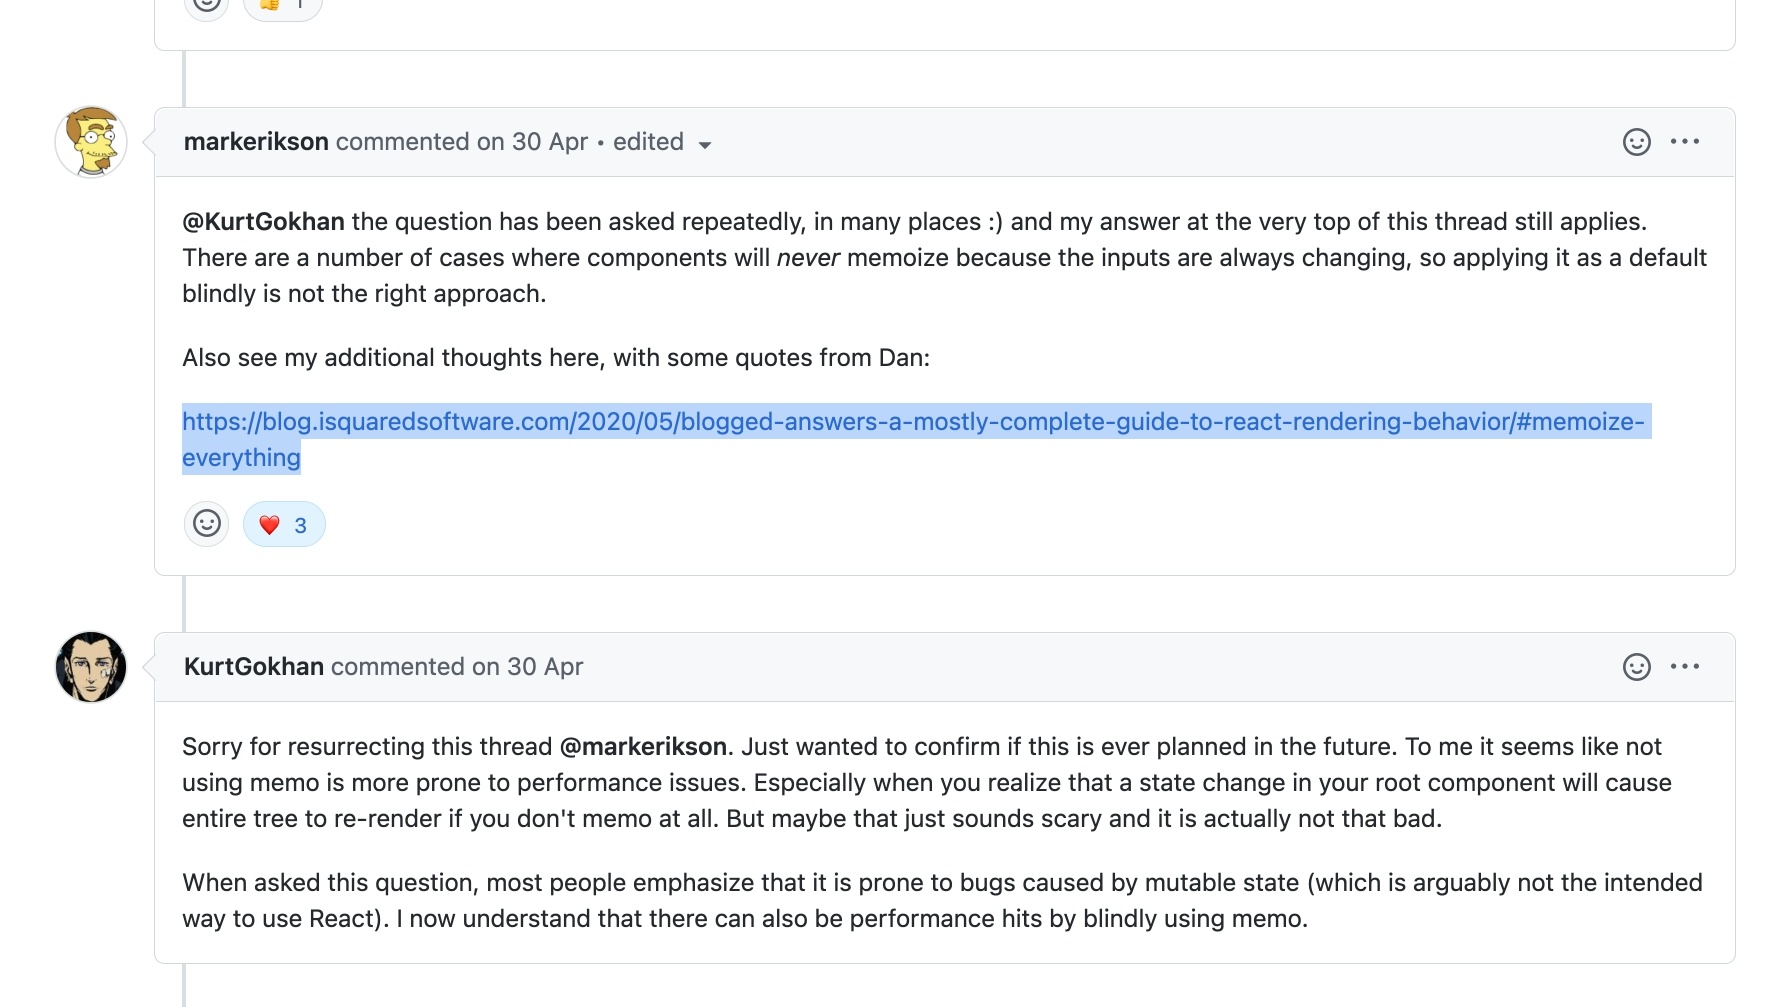 1
markerikson commented on 30 Apr • edited
@KurtGokhan the question has been asked repeatedly, in many places :) and my answer at the very top of this thread still applies.
There are a number of cases where components will never memoize because the inputs are always changing, so applying it as a default
blindly is not the right approach.
Also see my additional thoughts here, with some quotes from Dan:
https://blog.isquaredsoftware.com/2020/05/blogged-answers-a-mostly-complete-guide-to-react-rendering-behavior/#memoize-
everything
3
KurtGokhan commented on 30 Apr
Sorry for resurrecting this thread @markerikson. Just wanted to confirm if this is ever planned in the future. To me it seems like not
using memo is more prone to performance issues. Especially when you realize that a state change in your root component will cause
entire tree to re-render if you don't memo at all. But maybe that just sounds scary and it is actually not that bad.
When asked this question, most people emphasize that it is prone to bugs caused by mutable state (which is arguably not the intended
way to use React). I now understand that there can also be performance hits by blindly using memo.